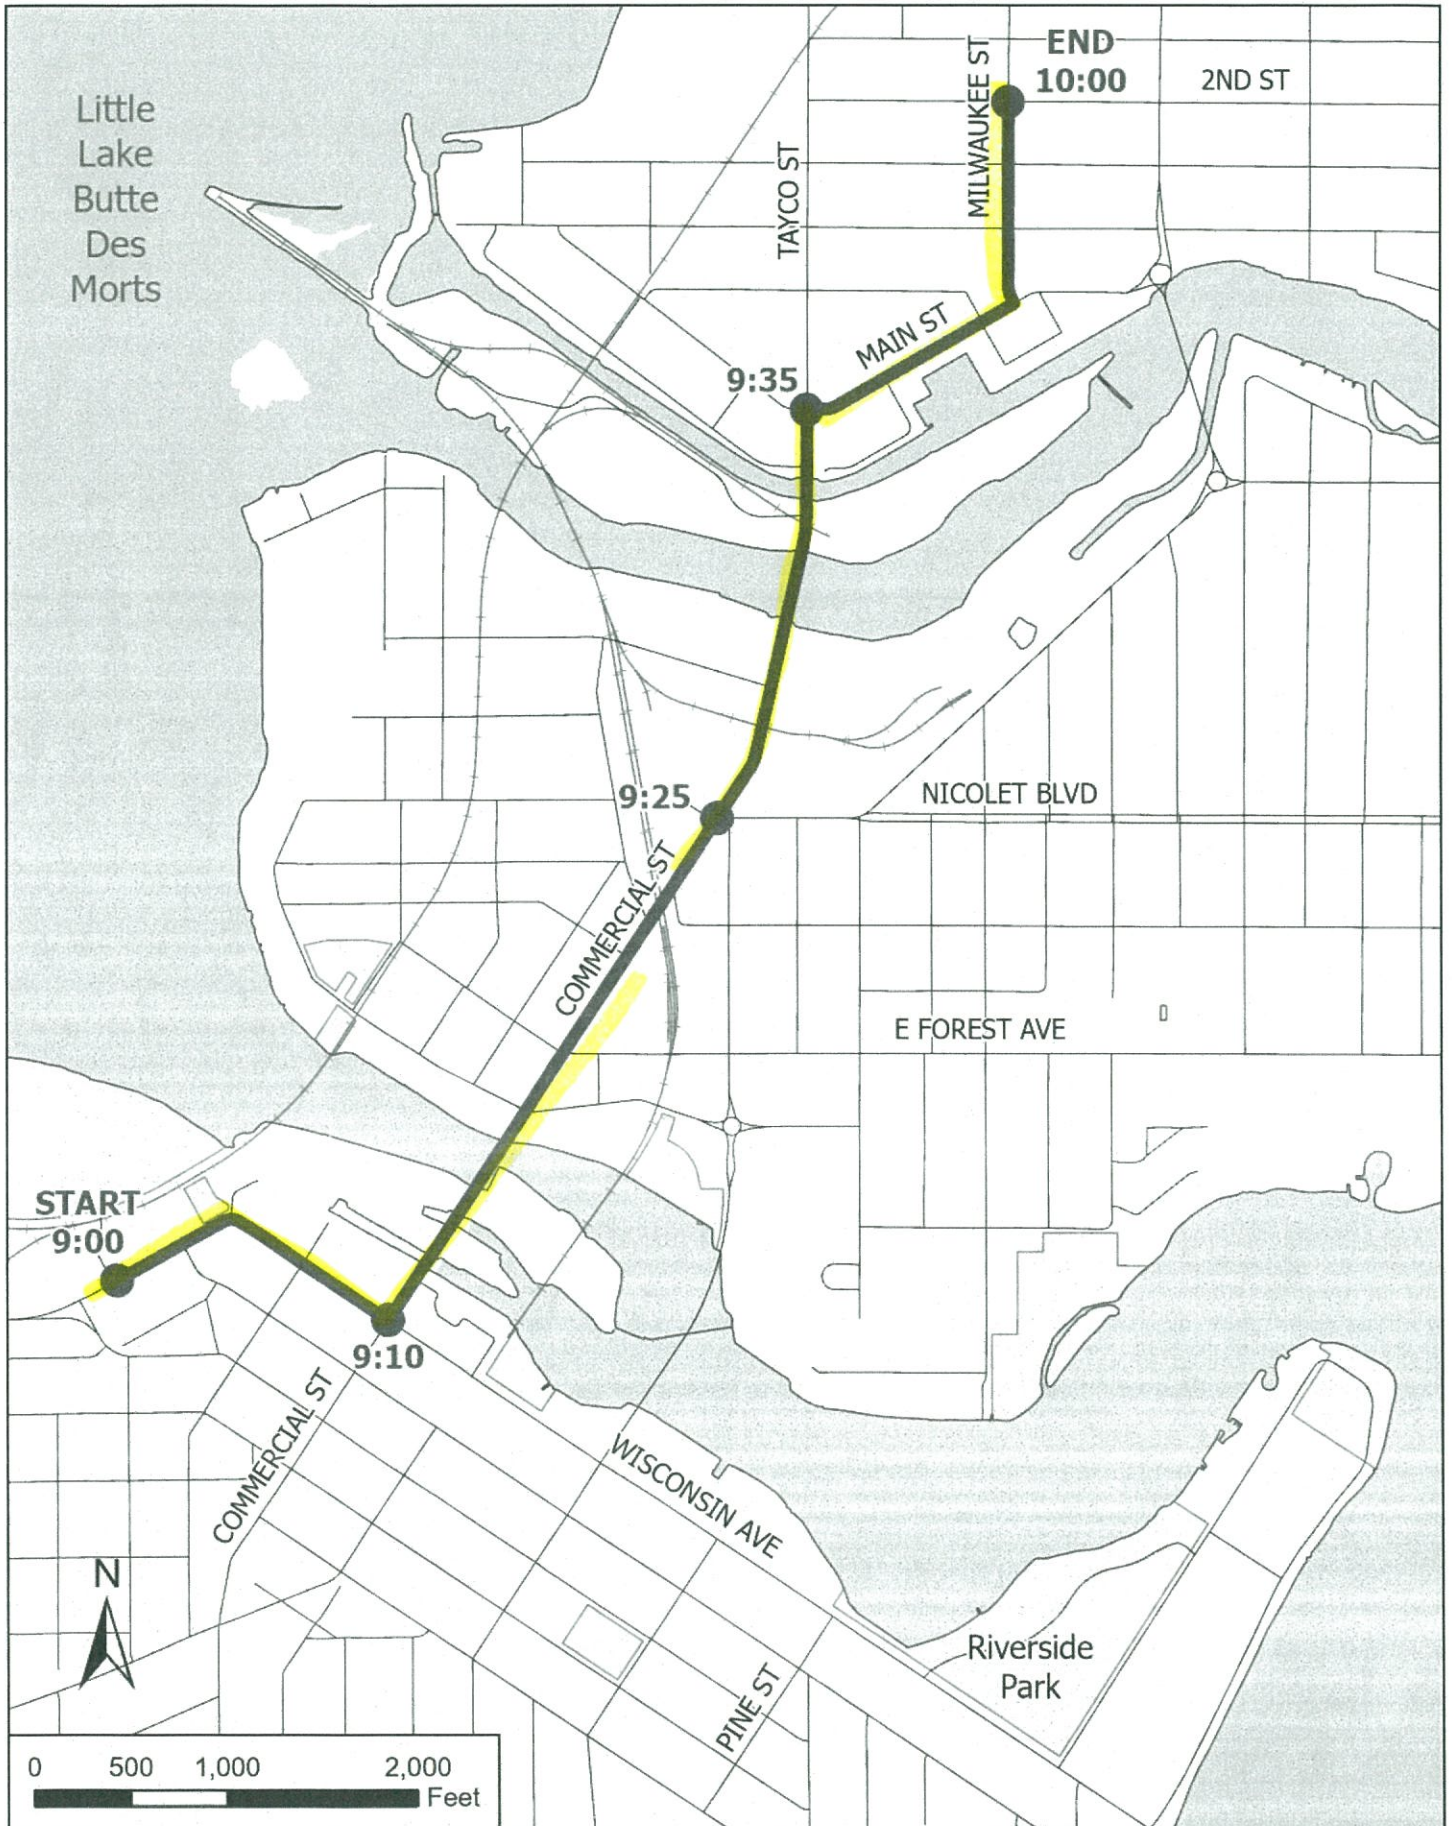 END
10:00
2ND ST
MILWAUKEE ST
Little
Lake
Butte
Des
Morts
TAYCO ST
MAIN ST
9:35
9:25
NICOLET BLVD
COMMERCIAL ST
E FOREST AVE
START
9:00
9:10
COMMERCIAL ST
WISCONSIN AVE
N
Riverside
Park
PINE ST
0 500 1,000 2,000
Feet